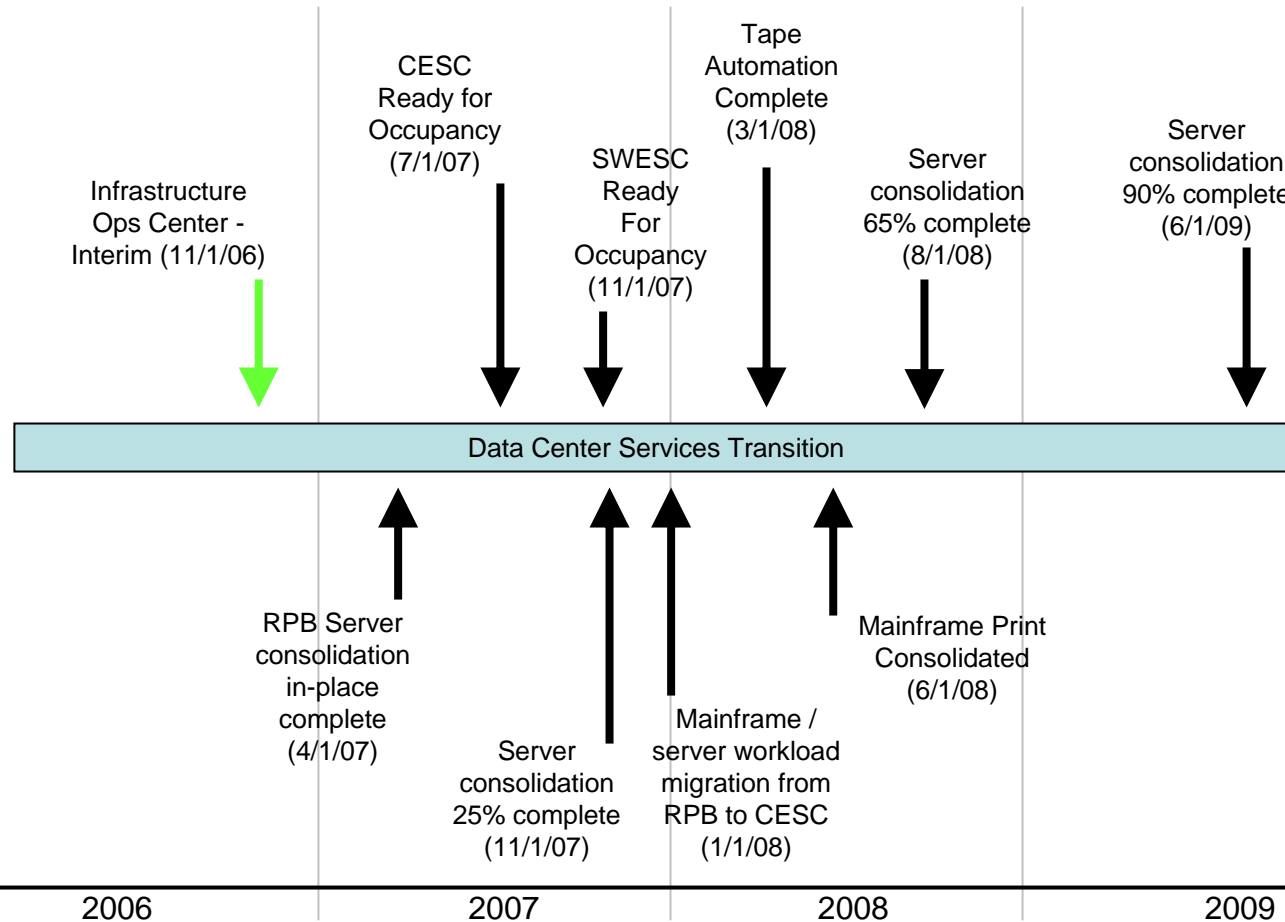 Infrastructure
Ops Center -
Interim (11/1/06)
CESC
Ready for
Occupancy
(7/1/07)
SWESC
Ready
For
Occupancy
(11/1/07)
Tape
Automation
Complete
(3/1/08)
Server
consolidation
65% complete
(8/1/08)
Server
consolidation
90% complete
(6/1/09)
Data Center Services Transition
RPB Server
consolidation
in-place
complete
(4/1/07)
Server
consolidation
25% complete
(11/1/07)
Mainframe /
server workload
migration from
RPB to CESC
(1/1/08)
Mainframe Print
Consolidated
(6/1/08)
2006
2007
2008
2009